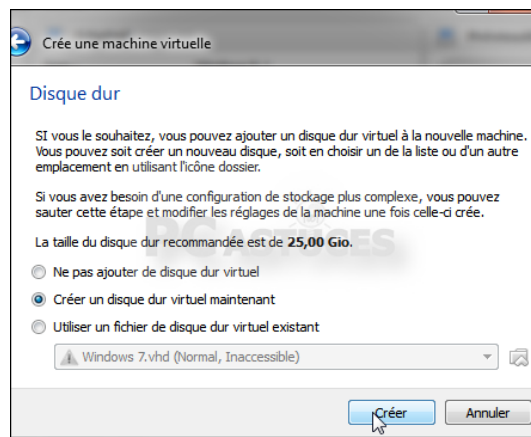 Crée une machine virtuelle
Disque dur
SI vous le souhaitez, vous pouvez ajouter un disque dur virtuel à la nouvelle machine.
Vous pouvez soit créer un nouveau disque, soit en choisir un de la liste ou d'un autre
emplacement en utilisant l'icône dossier.
Si vous avez besoin d'une configuration de stockage plus complexe, vous pouvez
sauter cette étape et modifier les réglages de la machine une fois celle-ci crée.
La taille du disque dur recommandée est de 25,00 Gio.
PC ASTUCES
Ne pas ajouter de disque dur virtuel
Créer un disque dur virtuel maintenant
Utiliser un fichier de disque dur virtuel existant
Windows 7.vhd (Normal, Inaccessible)
Créer
Annuler